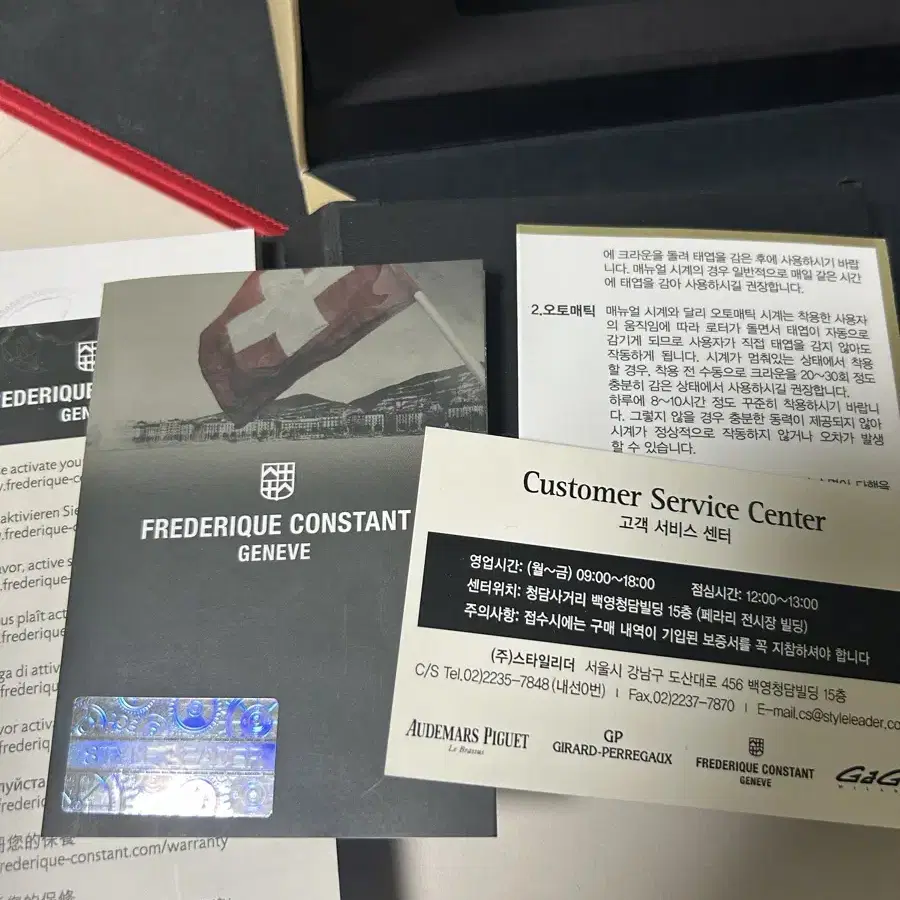 FREDERIQUE
GEN
se activate you
.frederique-c
aktivieren Sie
.frederique-
avor, active s
.frederique-c
us plaît act
.frederique
ga di attiv
frederiq
vor activa
frederiq
луйста
frederiq
您的保養
frederique-constant.com/warranty
FREDERIQUE CONSTANT
GENEVE
에 크라운을 돌려 태엽을 감은 후에 사용하시기 바랍
니다. 매뉴얼 시계의 경우 일반적으로 매일 같은 시간
에 태엽을 감아 사용하시길 권장합니다.
2.오토매틱 매뉴얼 시계와 달리 오토매틱 시계는 착용한 사용자
의 움직임에 따라 로터가 돌면서 태엽이 자동으로
감기게 되므로 사용자가 직접 태엽을 감지 않아도
작동하게 됩니다. 시계가 멈춰있는 상태에서 착용
할 경우, 착용 전 수동으로 크라운을 20~30회 정도
충분히 감은 상태에서 사용하시길 권장합니다.
하루에 8~10시간 정도 꾸준히 착용하시기 바랍니
다. 그렇지 않을 경우 충분한 동력이 제공되지 않아
시계가 정상적으로 작동하지 않거나 오차가 발생
할 수 있습니다.
Customer Service Center
고객 서비스 센터
영업시간: (월~금) 09:00~18:00 점심시간: 12:00~13:00
센터위치: 청담사거리 백영청담빌딩 15층 (페라리 전시장 빌딩)
주의사항: 접수시에는 구매 내역이 기입된 보증서를 꼭 지참하셔야 합니다
(주)스타일리더 서울시 강남구 도산대로 456 백영청담빌딩 15층
C/S Tel.02)2235-7848 (내선0번) | Fax.02)2237-7870 | E-mail.cs@styleleader.co
AUDEMARS PIGUET
Le Brassus
GP
GIRARD-PERREGAUX
FREDERIQUE CONSTANT
GENEVE
GaG